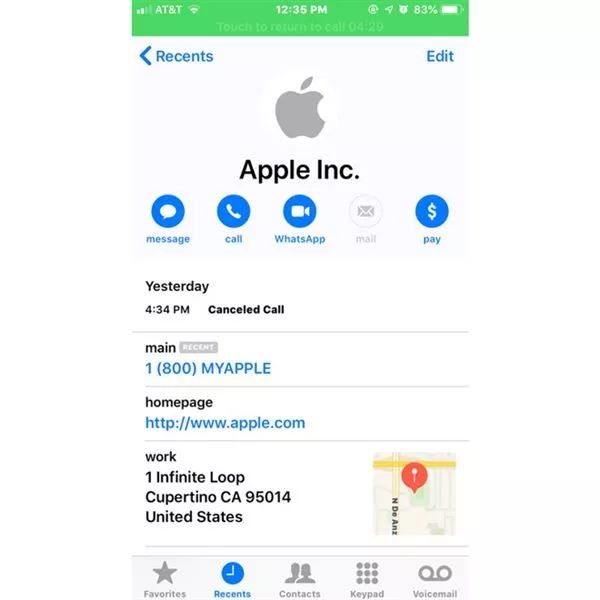 AT&T 12:35 PM 83%
Touch to return to call 04:29
Recents Edit
Apple Inc.
message call WhatsApp mail pay
Yesterday
4:34 PM Canceled Call
main RECENT
1 (800) MYAPPLE
homepage
http://www.apple.com
work
1 Infinite Loop
Cupertino CA 95014
United States
N De Anz
Favorites Recents Contacts Keypad Voicemail